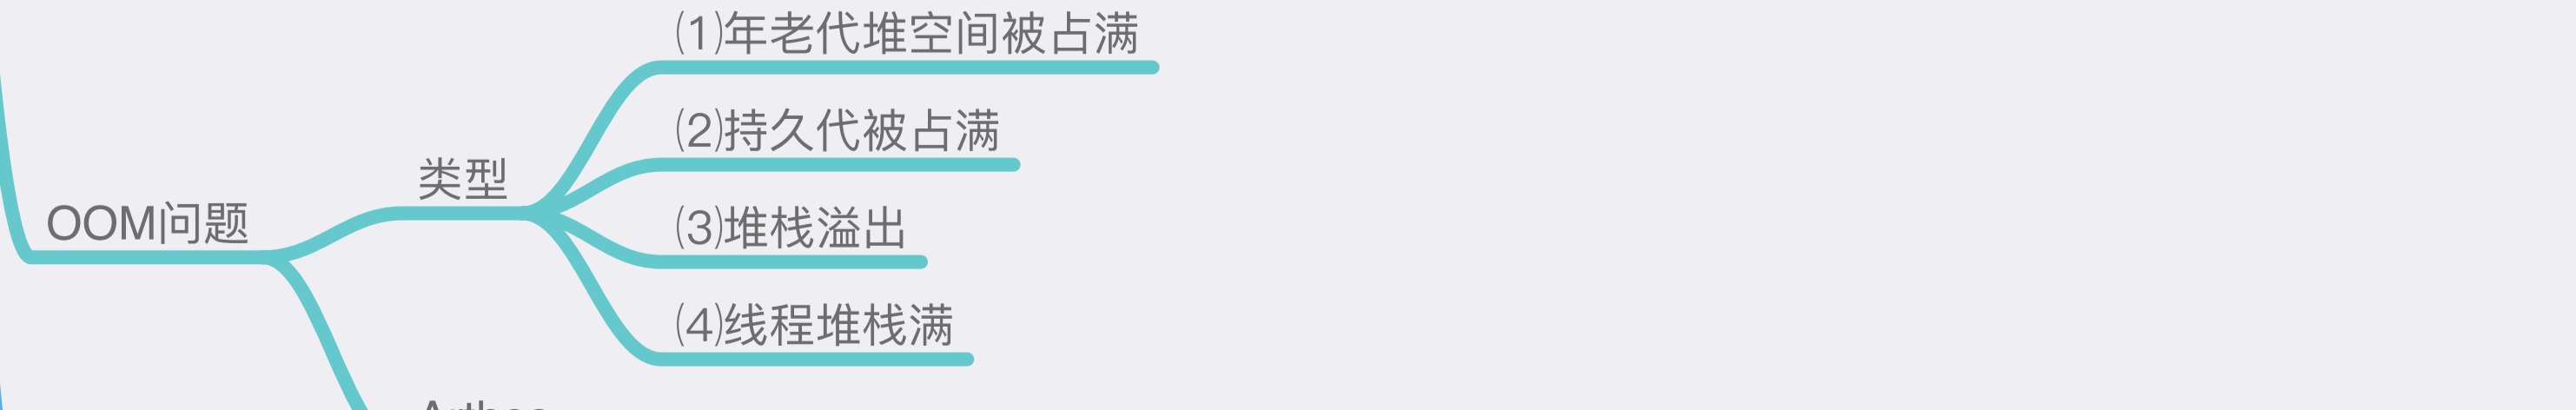 (1)年老代堆空间被占满
(2)持久代被占满
类型
OOM问题
(3)堆栈溢出
(4)线程堆栈满